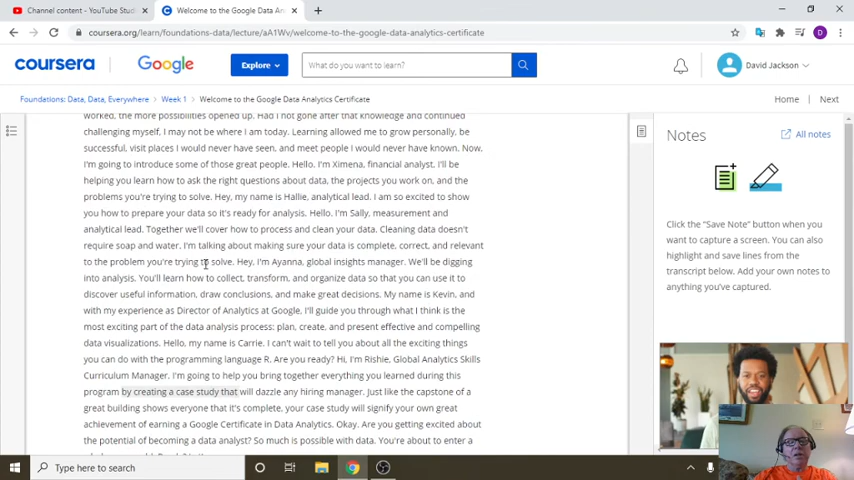 Channel content - YouTube Stud
Welcome to the Google Data An
coursera.org/learn/foundations-data/lecture/aA1Wv/welcome-to-the-google-data-analytics-certificate
coursera
Google
Explore
What do you want to learn?
David Jackson
Foundations: Data, Data, Everywhere > Week 1 > Welcome to the Google Data Analytics Certificate
Home
Next
worked, the more possibilities opened up. Had I not gone after that knowledge and continued
challenging myself, I may not be where I am today. Learning allowed me to grow personally, be
successful, visit places I would never have seen, and meet people I would never have known. Now,
I'm going to introduce some of those great people. Hello. I'm Ximena, financial analyst, I'll be
helping you learn how to ask the right questions about data, the projects you work on, and the
problems you're trying to solve. Hey, my name is Hallie, analytical lead. I am so excited to show
you how to prepare your data so it's ready for analysis. Hello. I'm Sally, measurement and
analytical lead. Together we'll cover how to process and clean your data. Cleaning data doesn't
require soap and water. I'm talking about making sure your data is complete, correct, and relevant
to the problem you're trying to solve. Hey, I'm Ayanna, global insights manager. We'll be digging
into analysis. You'll learn how to collect, transform, and organize data so that you can use it to
discover useful information, draw conclusions, and make great decisions. My name is Kevin, and
with my experience as Director of Analytics at Google, I'll guide you through what I think is the
most exciting part of the data analysis process: plan, create, and present effective and compelling
data visualizations. Hello, my name is Carrie. I can't wait to tell you about all the exciting things
you can do with the programming language R. Are you ready? Hi, I'm Rishie, Global Analytics Skills
Curriculum Manager. I'm going to help you bring together everything you learned during this
program by creating a case study that will dazzle any hiring manager. Just like the capstone of a
great building shows everyone that it's complete, your case study will signify your own great
achievement of earning a Google Certificate in Data Analytics. Okay. Are you getting excited about
the potential of becoming a data analyst? So much is possible with data. You're about to enter a
Notes
All notes
Click the “Save Note” button when you
want to capture a screen. You can also
highlight and save lines from the
transcript below. Add your own notes to
anything you've captured.
D
Type here to search